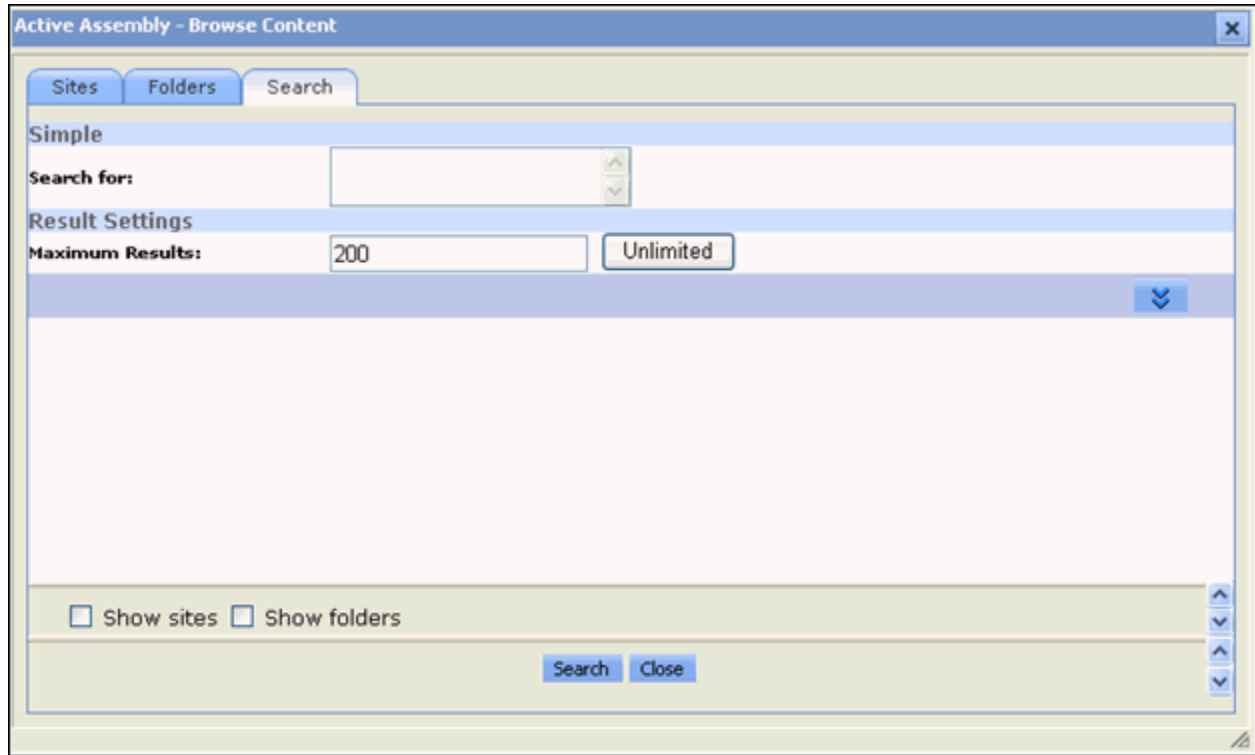 Active Assembly - Browse Content
Sites Folders Search
Simple
Search for:
Result Settings
Maximum Results: 200 Unlimited
Show sites Show folders
Search Close